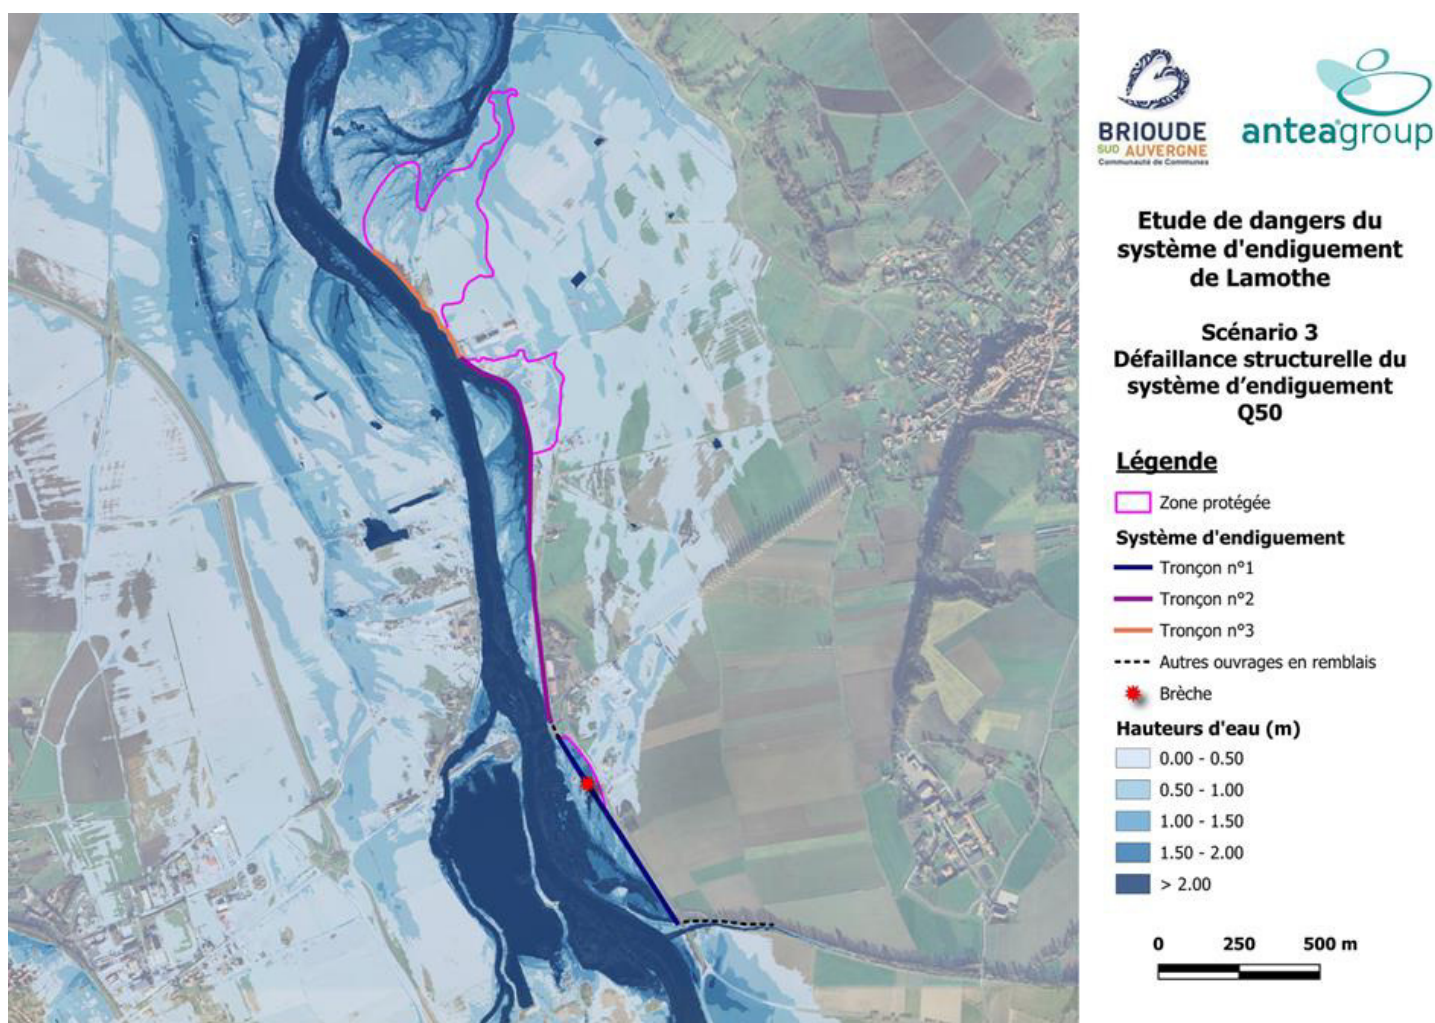 BRIOUDE
SUD AUVERGNE
Communauté de Communes
anteagroup
Etude de dangers du
système d'endiguement
de Lamothe
Scénario 3
Défaillance structurelle du
système d’endiguement
Q50
Légende
Zone protégée
Système d'endiguement
Tronçon n°1
Tronçon n°2
Tronçon n°3
Autres ouvrages en remblais
Brèche
Hauteurs d'eau (m)
0.00 - 0.50
0.50 - 1.00
1.00 - 1.50
1.50 - 2.00
> 2.00
0 250 500 m